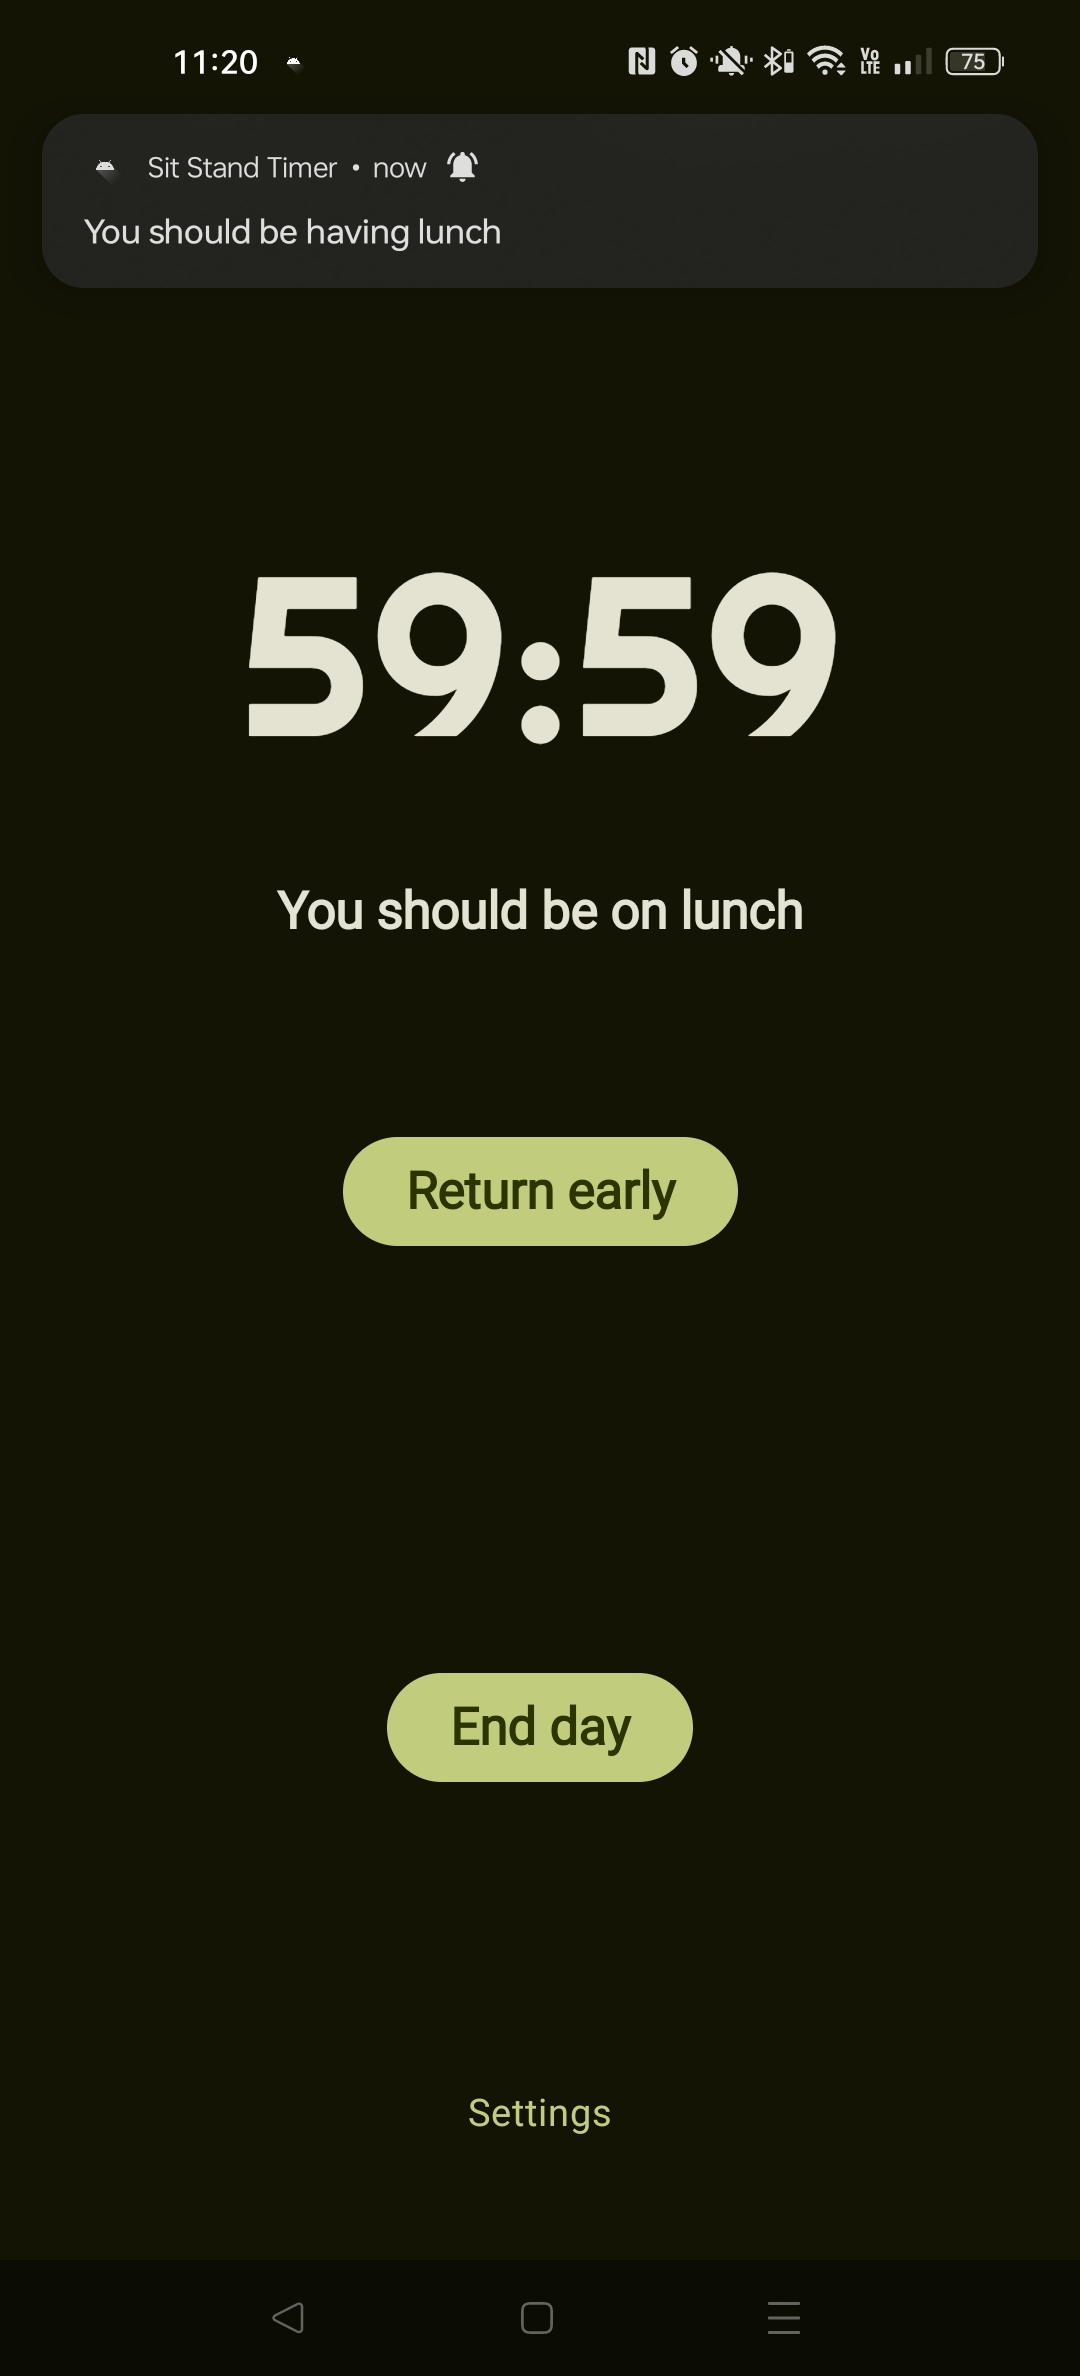 11:20
Vo
LTE
75
Sit Stand Timer • now
You should be having lunch
59:59
You should be on lunch
Return early
End day
Settings